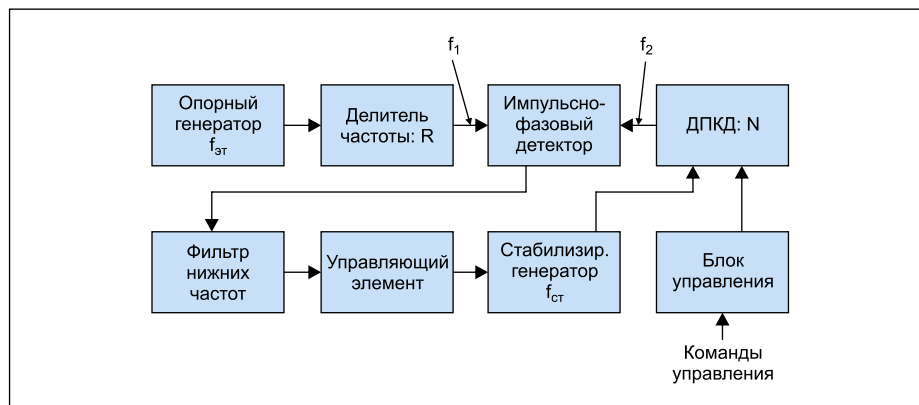 f₁
f₂
Опорный
генератор
fэт
Делитель
частоты: R
Импульсно-
фазовый
детектор
ДПКД: N
Фильтр
нижних
частот
Управляющий
элемент
Стабилизир.
генератор
fст
Блок
управления
Команды
управления